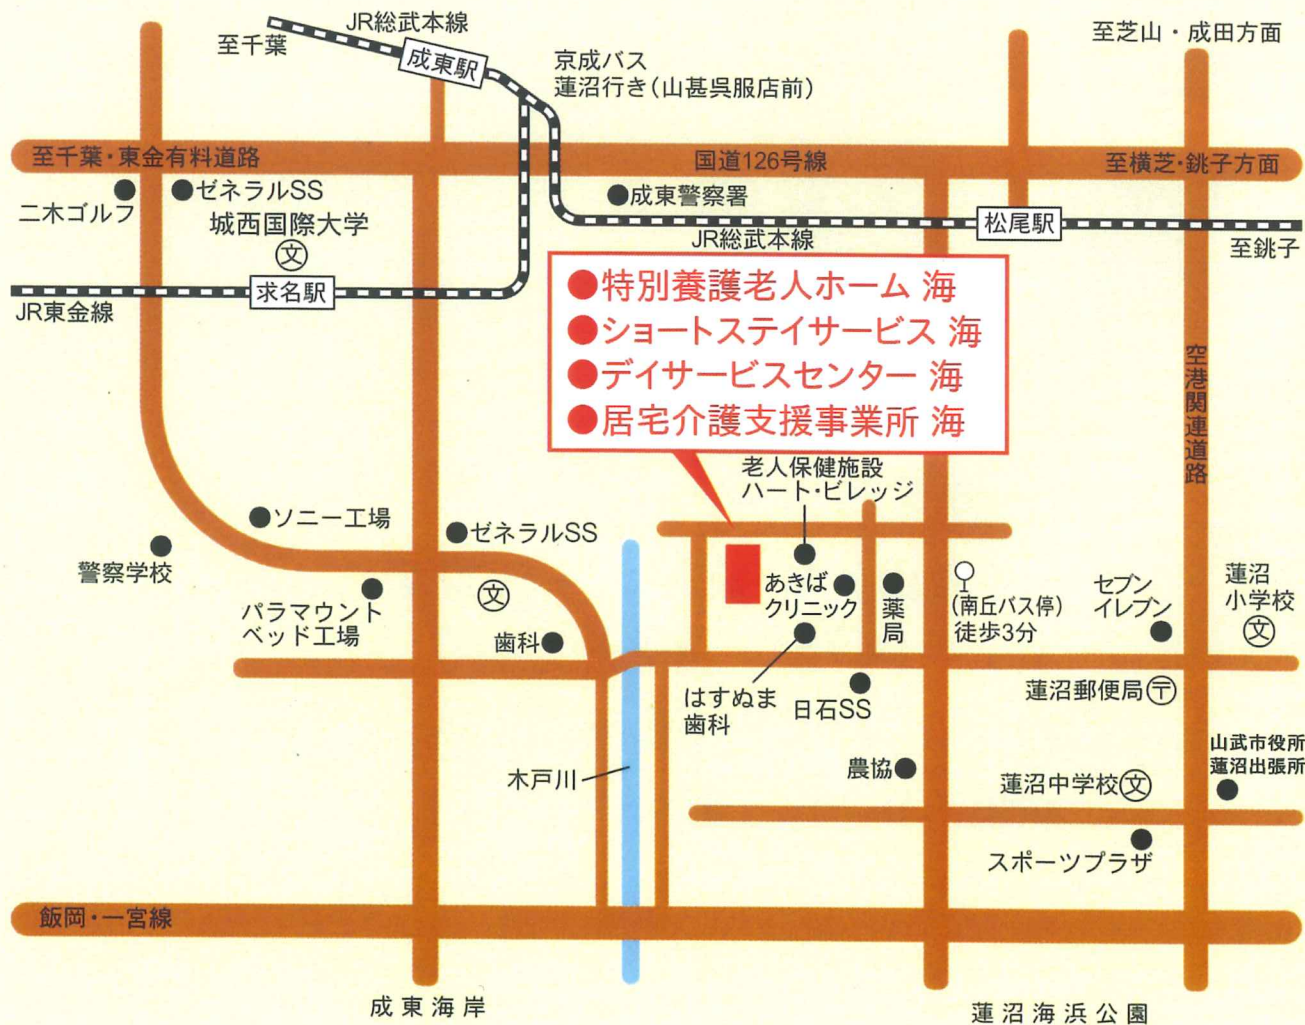 JR総武本線
至千葉
成東駅
京成バス
蓮沼行き(山甚呉服店前)
至芝山・成田方面
至千葉・東金有料道路
国道126号線
至横芝・銚子方面
二木ゴルフ
ゼネラルSS
成東警察署
城西国際大学
文
松尾駅
JR総武本線
至銚子
求名駅
JR東金線
●特別養護老人ホーム 海
●ショートステイサービス 海
●デイサービスセンター 海
●居宅介護支援事業所 海
空港関連道路
老人保健施設
ハート・ビレッジ
ソニー工場
ゼネラルSS
警察学校
パラマウント
ベッド工場
文
歯科
あきば
クリニック
薬局
(南丘バス停)
徒歩3分
セブン
イレブン
蓮沼
小学校
文
はすぬま
歯科
日石SS
蓮沼郵便局〒
木戸川
農協
蓮沼中学校文
山武市役所
蓮沼出張所
スポーツプラザ
飯岡・一宮線
成東海岸
蓮沼海浜公園